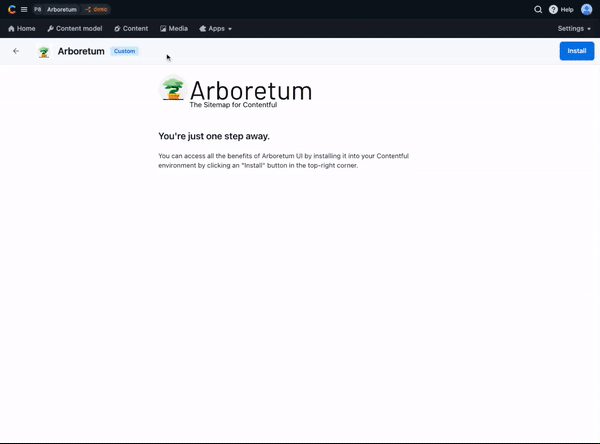 P8 Arboretum demo Help
Home Content model Content Media Apps Settings
Arboretum Custom Install
Arboretum
The Sitemap for Contentful
You're just one step away.
You can access all the benefits of Arboretum UI by installing it into your Contentful
environment by clicking an "Install" button in the top-right corner.